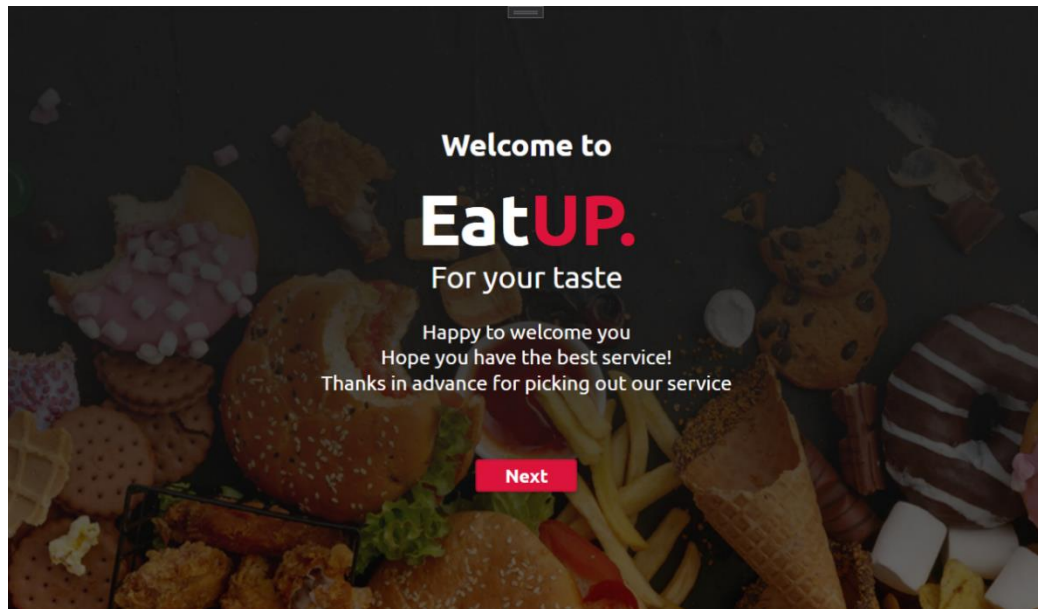 Welcome to
EatUP.
For your taste
Happy to welcome you
Hope you have the best service!
Thanks in advance for picking out our service
Next